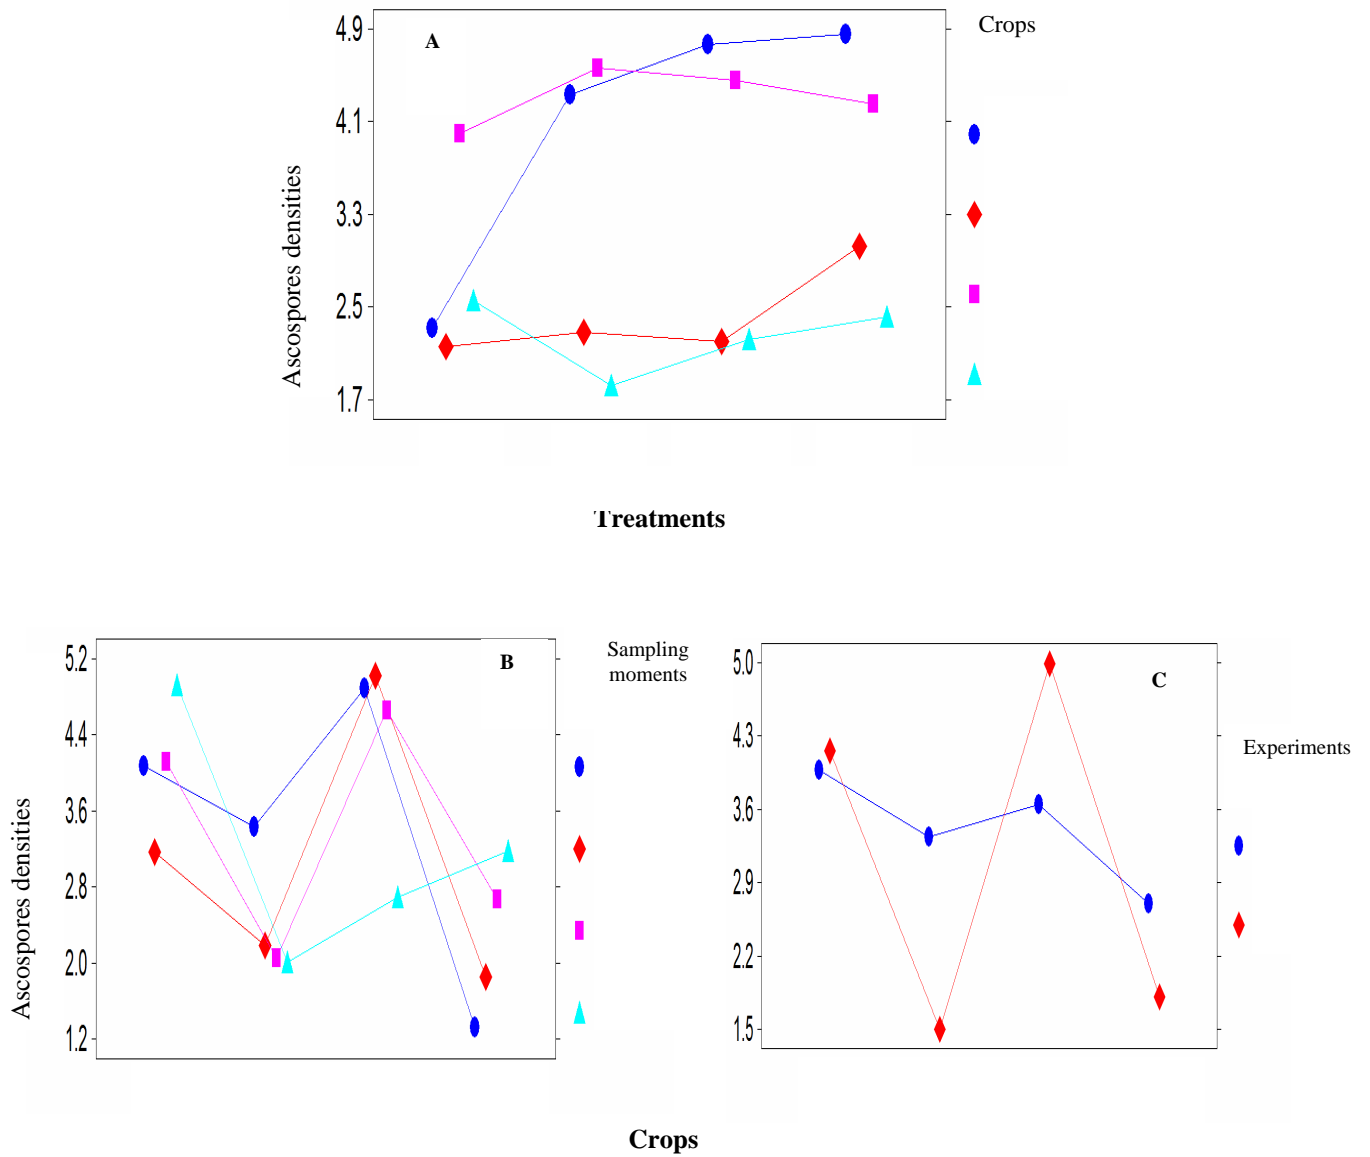 A
Crops
4.9
4.1
3.3
2.5
1.7
Ascospores densities
Treatments
B
Sampling
moments
5.2
4.4
3.6
2.8
2.0
1.2
Ascospores densities
C
Experiments
5.0
4.3
3.6
2.9
2.2
1.5
Crops